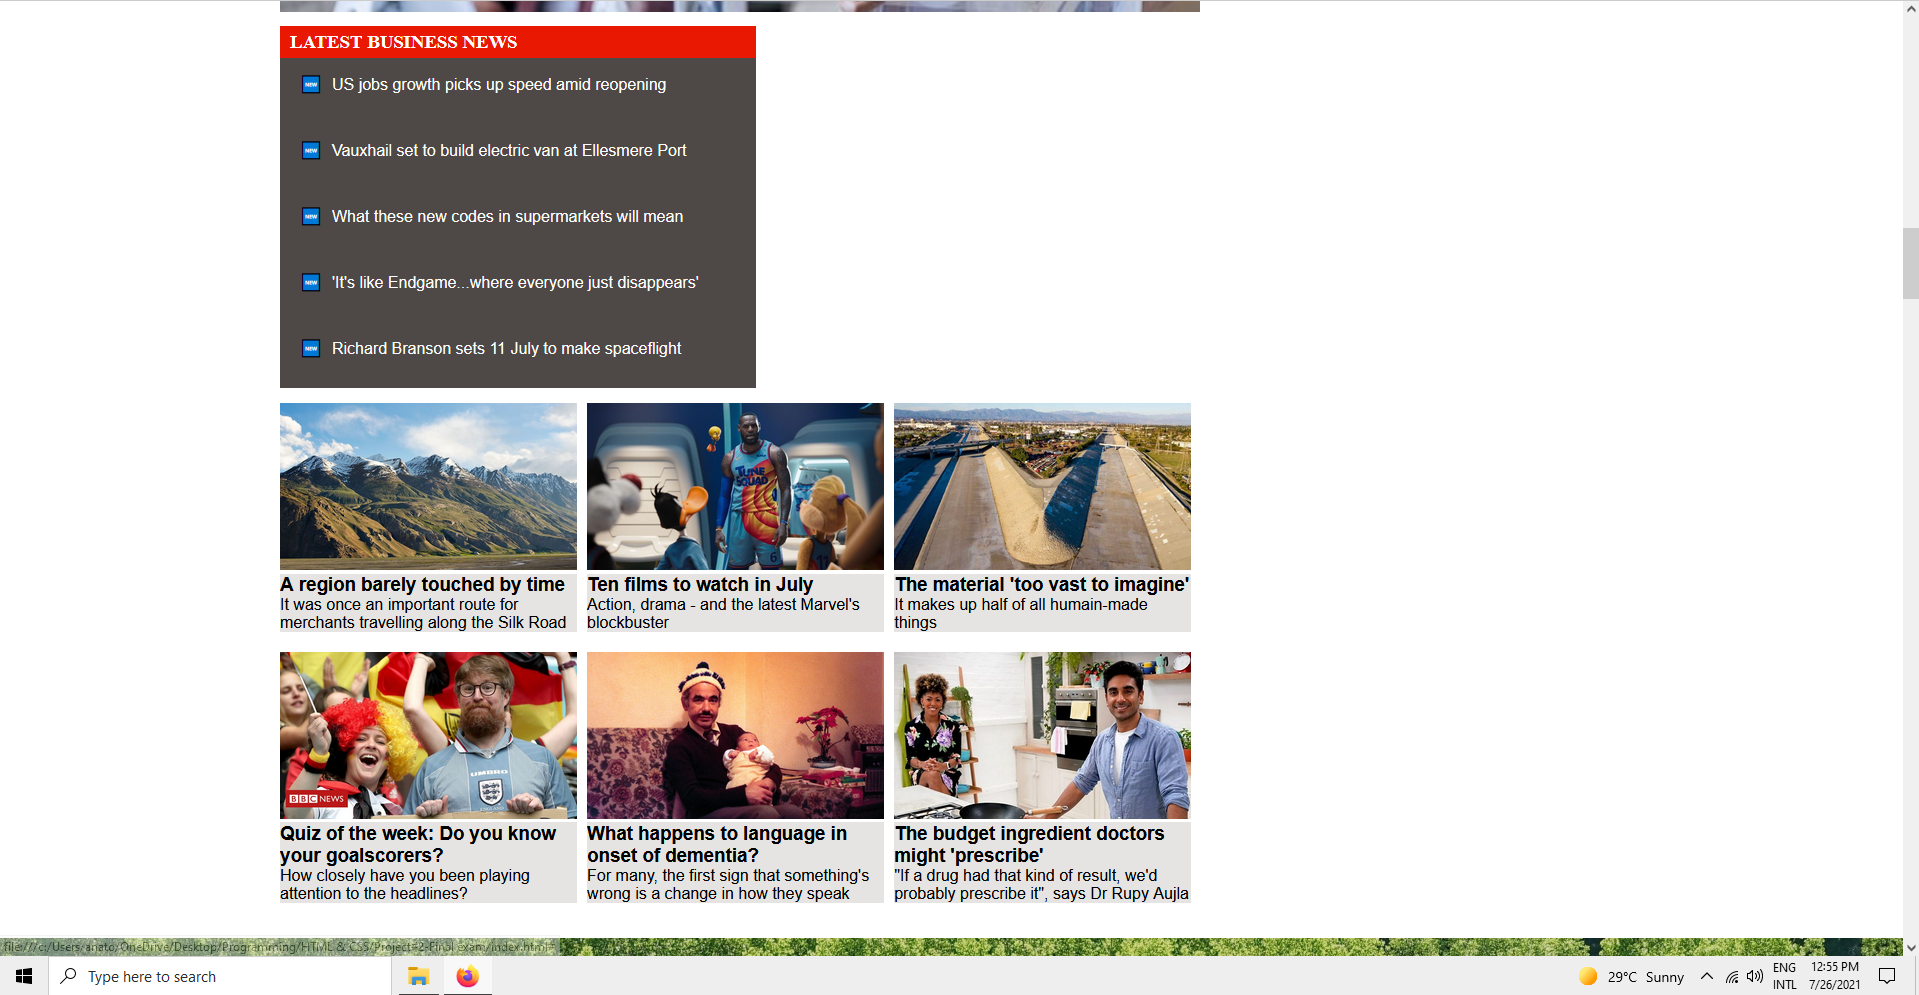 LATEST BUSINESS NEWS
NEW US jobs growth picks up speed amid reopening
NEW Vauxhail set to build electric van at Ellesmere Port
NEW What these new codes in supermarkets will mean
NEW 'It's like Endgame...where everyone just disappears'
NEW Richard Branson sets 11 July to make spaceflight
TUNE
SQUAD
6
11
A region barely touched by time
It was once an important route for
merchants travelling along the Silk Road
Ten films to watch in July
Action, drama - and the latest Marvel's
blockbuster
The material 'too vast to imagine'
It makes up half of all humain-made
things
UMBRO
ENGLAND
BBC NEWS
Quiz of the week: Do you know
your goalscorers?
How closely have you been playing
attention to the headlines?
What happens to language in
onset of dementia?
For many, the first sign that something's
wrong is a change in how they speak
The budget ingredient doctors
might 'prescribe'
"If a drug had that kind of result, we'd
probably prescribe it", says Dr Rupy Aujla
file:///c:/Users/anato/OneDrive/Desktop/Programming/HTML & CSS/Project#2-Final exam/index.html#
Type here to search
29°C Sunny
ENG
INTL
12:55 PM
7/26/2021